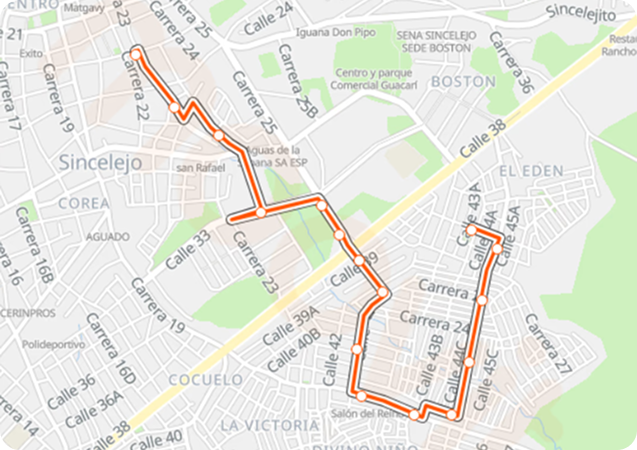 NTRO
Matgavy
Carrera 25
Calle 24
Sincelejito
lle 21
Carrera 23
Carrera 24
Iguana Don Pipo
SENA SINCELEJO
SEDE BOSTON
Carrera 36
Resta
Rancho
Exito
Carrera 17
Carrera 19
Carrera 22
Carrera 25
Carrera 25B
Centro y parque
Comercial Guacarí
BOSTON
Calle 38
Sincelejo
san Rafael
Aguas de la
bana SA ESP
EL EDEN
COREA
Calle 43A
Calle 44A
Calle 45A
AGUADO
Calle 33
Carrera 16B
Carrera 23
Calle 39
Carrera 16
Carrera 19
Carrera 2
Carrera 24
Carrera 27
CERINPROS
Calle 39A
Calle 40B
Polideportivo
Carrera 16D
Calle 42
Calle 43B
Calle 44C
Calle 45C
Calle 36
COCUELO
Calle 36A
Carrera 14
Salón del Reino
LA VICTORIA
Calle 38
Calle 40
DIVINO NIÑO